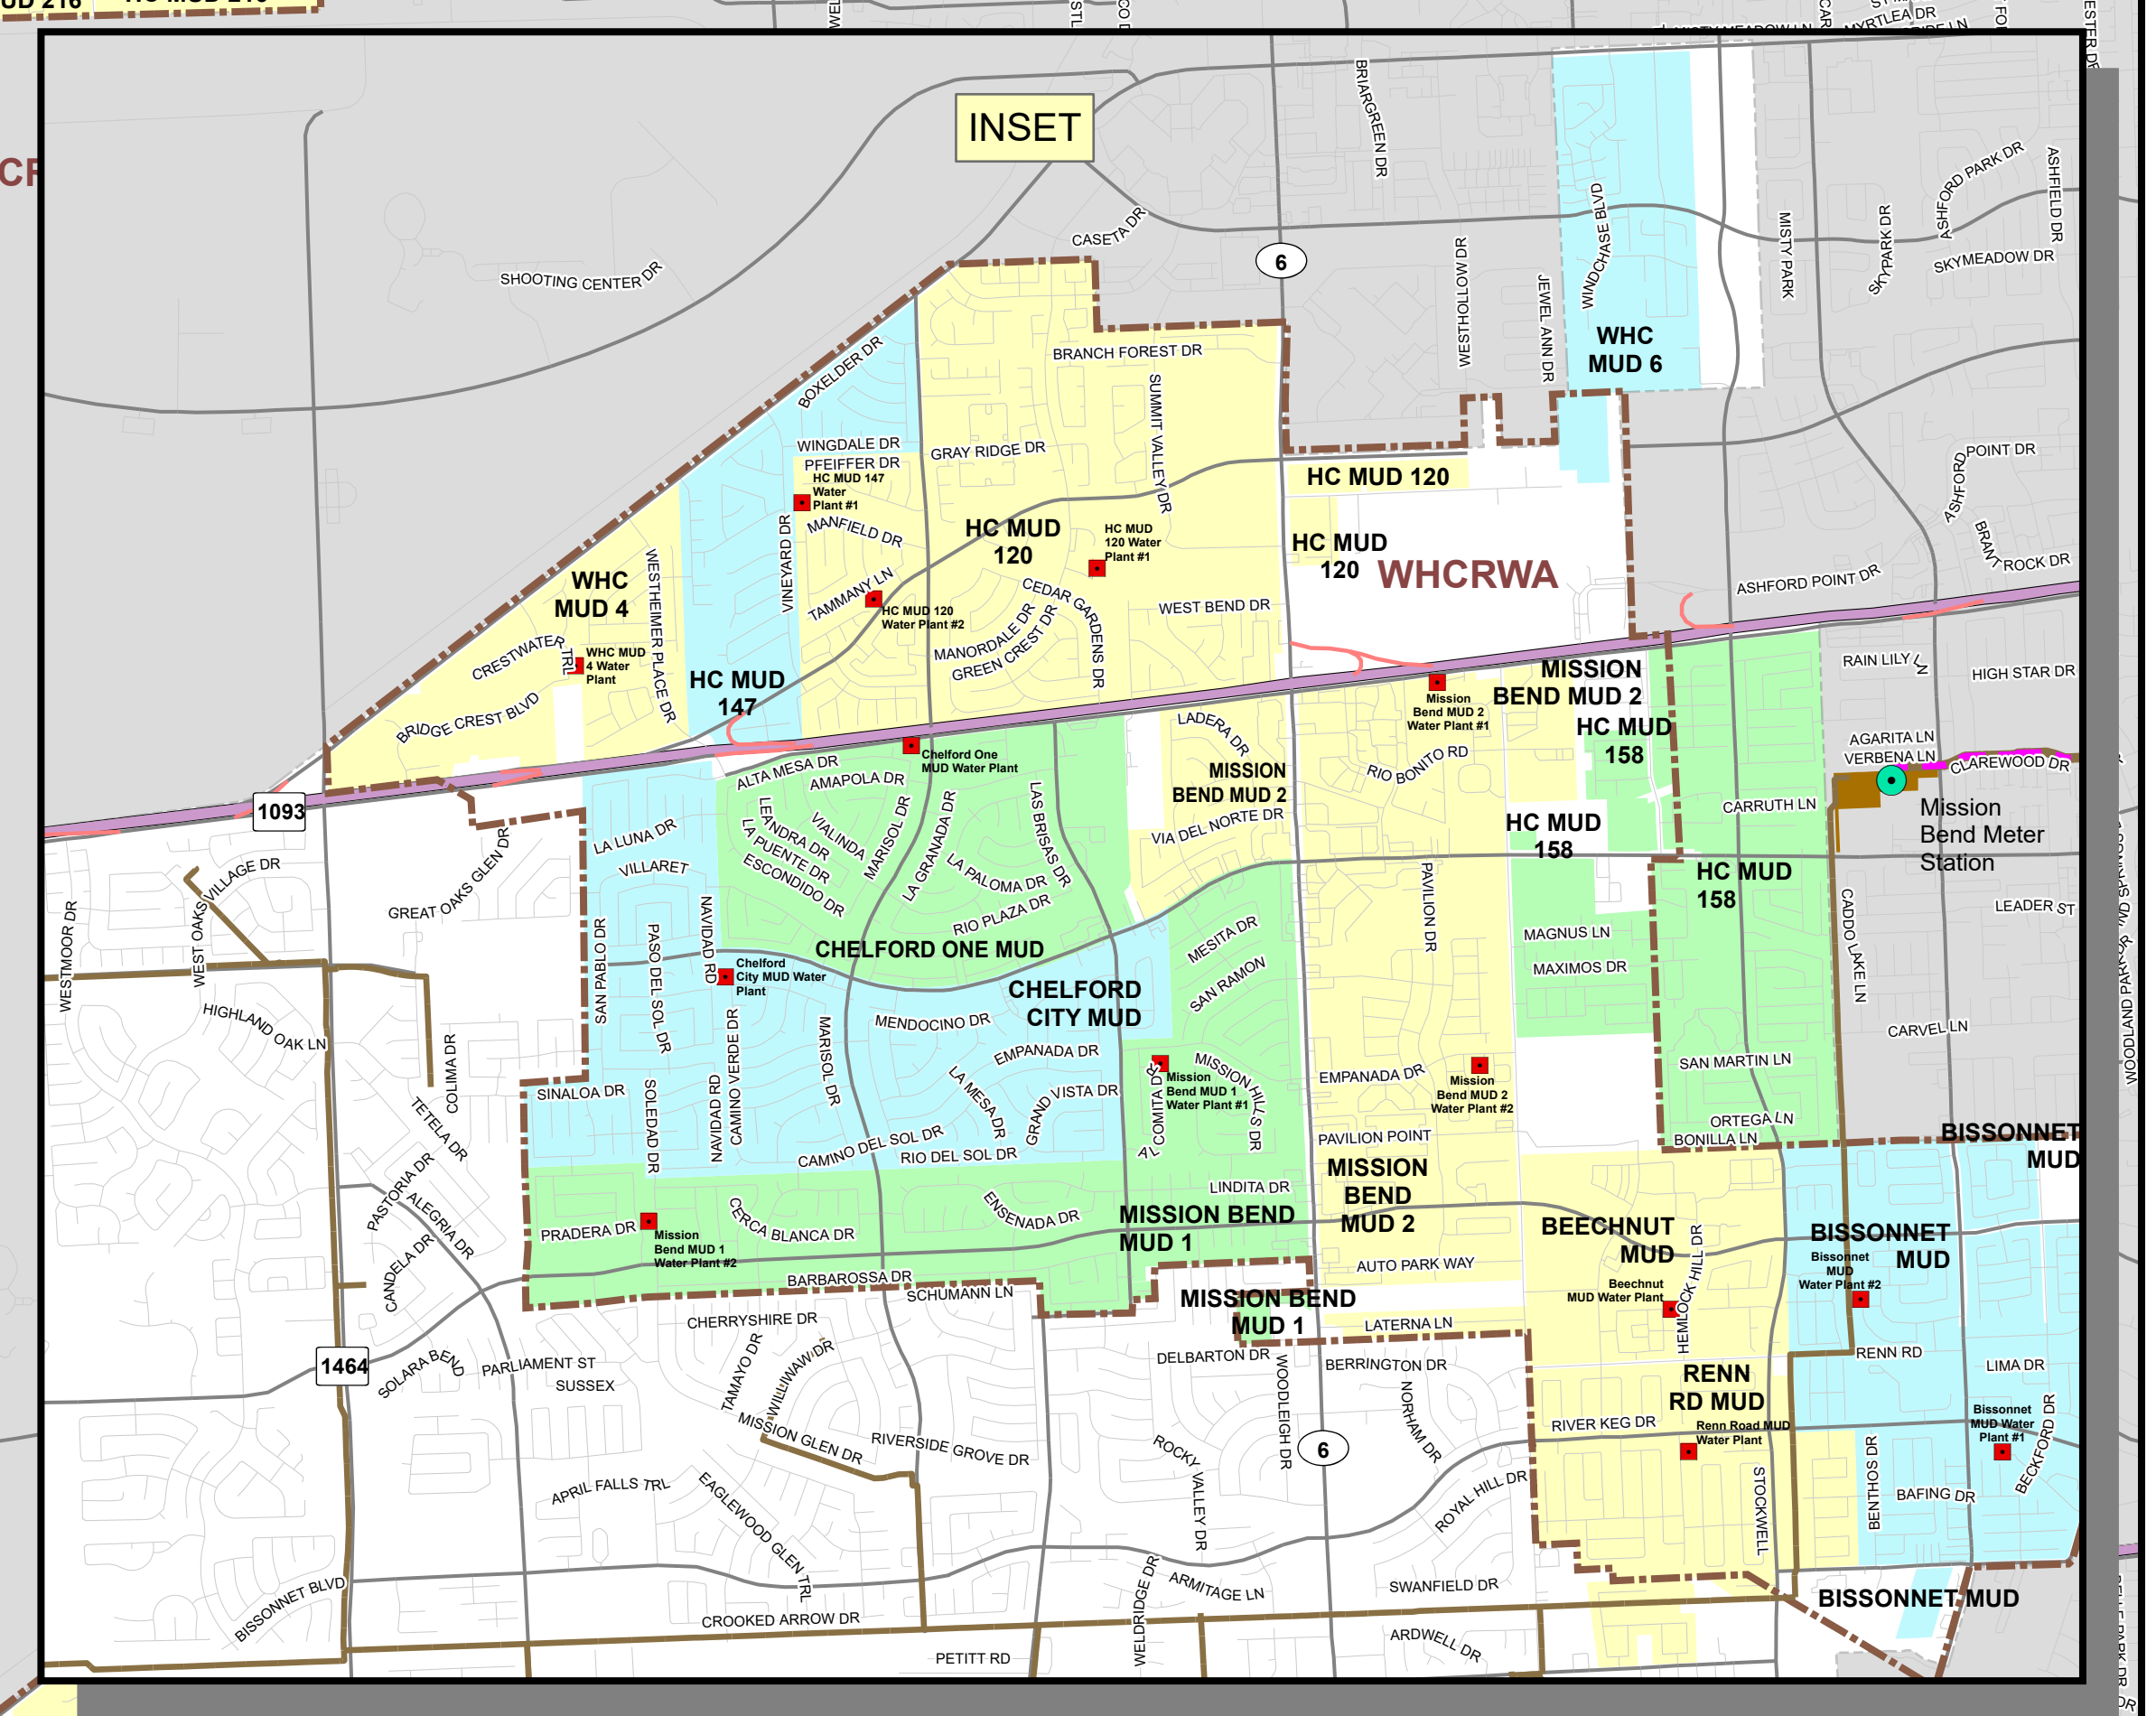 UD 216
HC MUD 216
MYRTLEA DR
INSET
BRIARGREEN DR
CASETA DR
6
WESTHOLLOW DR
JEWEL ANN DR
WINDCHASE BLVD
MISTY PARK
SKYPARK DR
ASHFORD PARK DR
ASHFIELD DR
SKYMEADOW DR
SHOOTING CENTER DR
WHC
MUD 6
BOXELDER DR
BRANCH FOREST DR
SUMMIT VALLEY DR
WINGDALE DR
PFEIFFER DR
GRAY RIDGE DR
HC MUD 147
Water
Plant #1
MANFIELD DR
VINEYARD DR
TAMMANY LN
HC MUD 120
Water Plant #2
HC MUD
120
HC MUD
120 Water
Plant #1
HC MUD 120
HC MUD
120
WHCRWA
ASHFORD POINT DR
ASHFORD
POINT DR
BRANT
ROCK DR
WHC
MUD 4
WESTHEIMER PLACE DR
CRESTWATER TRL
WHC MUD
4 Water
Plant
BRIDGE CREST BLVD
HC MUD
147
CEDAR GARDENS DR
MANORDALE DR
GREEN CREST DR
WEST BEND DR
1093
Chelford One
MUD Water Plant
LADERA DR
MISSION
BEND MUD 2
VIA DEL NORTE DR
Mission
Bend MUD 2
Water Plant #1
MISSION
BEND MUD 2
RIO BONITO RD
HC MUD
158
HC MUD
158
HC MUD
158
RAIN LILY LN
HIGH STAR DR
AGARITA LN
VERBENA LN
CLAREWOOD DR
CARRUTH LN
Mission
Bend Meter
Station
LEADER ST
CADDO LAKE LN
CARVEL LN
WOODLAND PARK DR
ALTA MESA DR
AMAPOLA DR
LEANDRA DR
LA PUENTE DR
ESCONDIDO DR
VIALINDA
MARISOL DR
LA GRANADA DR
LAS BRISAS DR
LA PALOMA DR
RIO PLAZA DR
CHELFORD ONE MUD
LA LUNA DR
VILLARET
NAVIDAD RD
PASO DEL SOL DR
SAN PABLO DR
Chelford
City MUD Water
Plant
CHELFORD
CITY MUD
MENDOCINO DR
EMPANADA DR
LA MESA DR
GRAND VISTA DR
MARISOL DR
CAMINO VERDE DR
NAVIDAD RD
SOLEDAD DR
SINALOA DR
CAMINO DEL SOL DR
RIO DEL SOL DR
MESITA DR
SAN RAMON
MISSION HILLS DR
Mission
Bend MUD 1
Water Plant #1
AL COMITA DR
LINDITA DR
PAVILION DR
MAGNUS LN
MAXIMOS DR
EMPANADA DR
Mission
Bend MUD 2
Water Plant #2
PAVILION POINT
MISSION
BEND
MUD 2
AUTO PARK WAY
SAN MARTIN LN
ORTEGA LN
BONILLA LN
BISSONNET
MUD
WESTMOOR DR
WEST OAKS VILLAGE DR
GREAT OAKS GLEN DR
HIGHLAND OAK LN
COLIMA DR
TETELA DR
PASTORIA DR
ALEGRIA DR
CANDELA DR
PRADERA DR
Mission
Bend MUD 1
Water Plant #2
CERCA BLANCA DR
ENSENADA DR
BARBAROSSA DR
SCHUMANN LN
MISSION BEND
MUD 1
MISSION BEND
MUD 1
LATERNA LN
BEECHNUT
MUD
Beechnut
MUD Water Plant
HEMLOCK HILL DR
BISSONNET
MUD
Bissonnet
MUD
Water Plant #2
RENN RD
LIMA DR
RENN
RD MUD
RIVER KEG DR
Renn Road MUD
Water Plant
STOCKWELL
BENTHOS DR
BAFING DR
BECKFORD DR
Bissonnet
MUD Water
Plant #1
BISSONNET MUD
1464
SOLARA BEND
PARLIAMENT ST
SUSSEX
CHERRYSHIRE DR
TAMAYO DR
WILLIWAW DR
MISSION GLEN DR
RIVERSIDE GROVE DR
APRIL FALLS TRL
EAGLEWOOD GLEN TRL
BISSONNET BLVD
CROOKED ARROW DR
PETITT RD
DELBARTON DR
WOODLEIGH DR
BERRINGTON DR
NORHAM DR
6
ROCKY VALLEY DR
ROYAL HILL DR
WELDRIDGE DR
ARMITAGE LN
SWANFIELD DR
ARDWELL DR